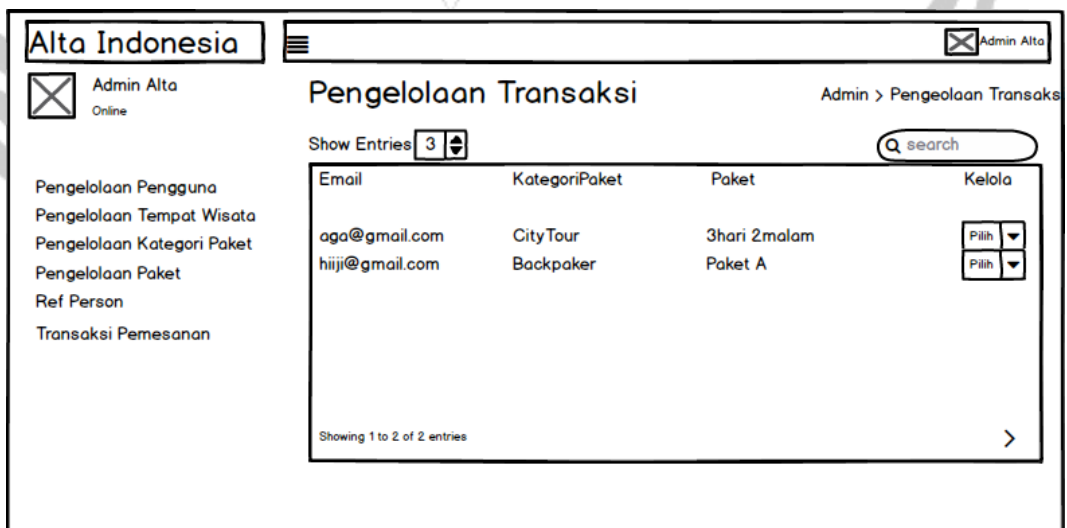 Alta Indonesia
Admin Alta
Admin Alta
Online
Pengelolaan Transaksi
Admin > Pengeolaan Transaks
Show Entries 3
search
Pengelolaan Pengguna
Pengelolaan Tempat Wisata
Pengelolaan Kategori Paket
Pengelolaan Paket
Ref Person
Transaksi Pemesanan
Email KategoriPaket Paket Kelola
aga@gmail.com CityTour 3hari 2malam Pilih
hiiji@gmail.com Backpaker Paket A Pilih
Showing 1 to 2 of 2 entries